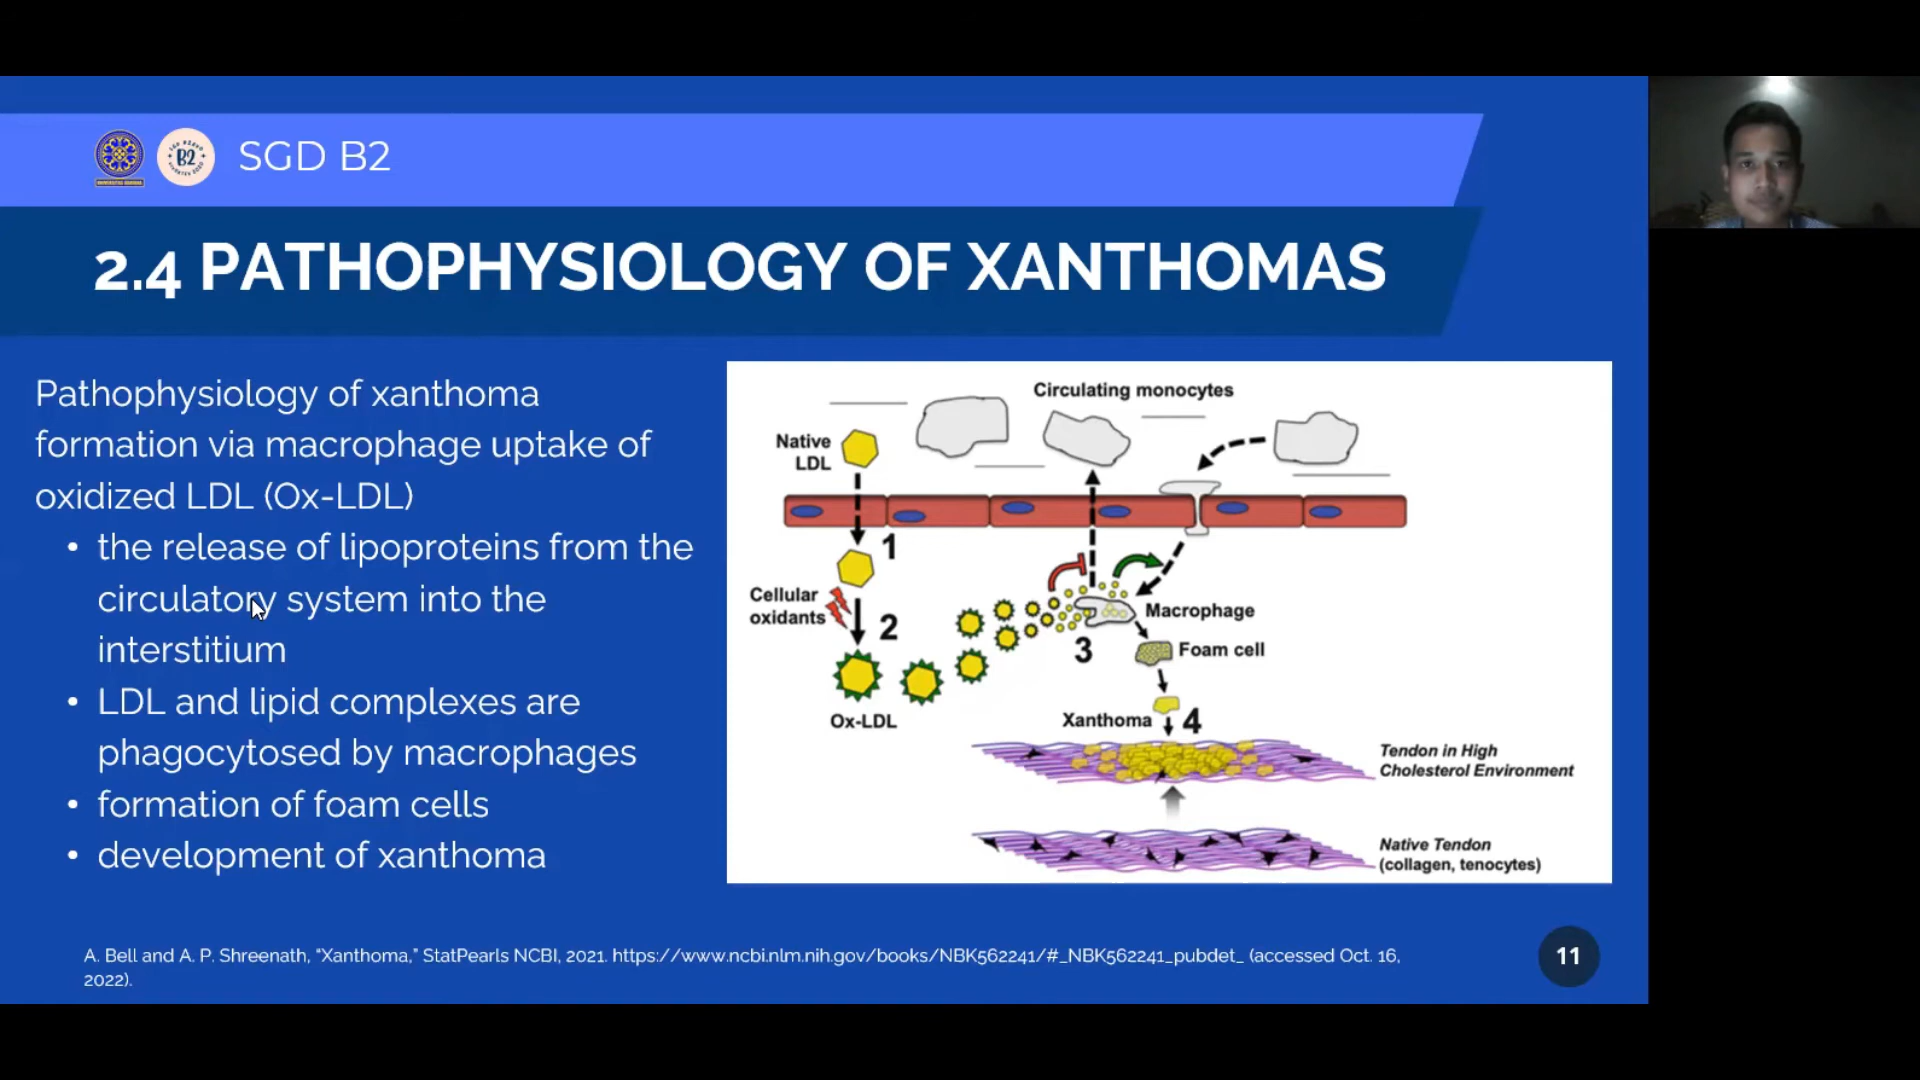 SGD B2
B2
2.4 PATHOPHYSIOLOGY OF XANTHOMAS
Pathophysiology of xanthoma
formation via macrophage uptake of
oxidized LDL (Ox-LDL)
• the release of lipoproteins from the
circulatory system into the
interstitium
• LDL and lipid complexes are
phagocytosed by macrophages
• formation of foam cells
• development of xanthoma
Circulating monocytes
Native
LDL
1
Cellular
oxidants
2
Ox-LDL
3
Macrophage
Foam cell
Xanthoma
4
Tendon in High
Cholesterol Environment
Native Tendon
(collagen, tenocytes)
A. Bell and A. P. Shreenath, “Xanthoma,” StatPearls NCBI, 2021. https://www.ncbi.nlm.nih.gov/books/NBK562241/#_NBK562241_pubdet_ (accessed Oct. 16,
2022).
11